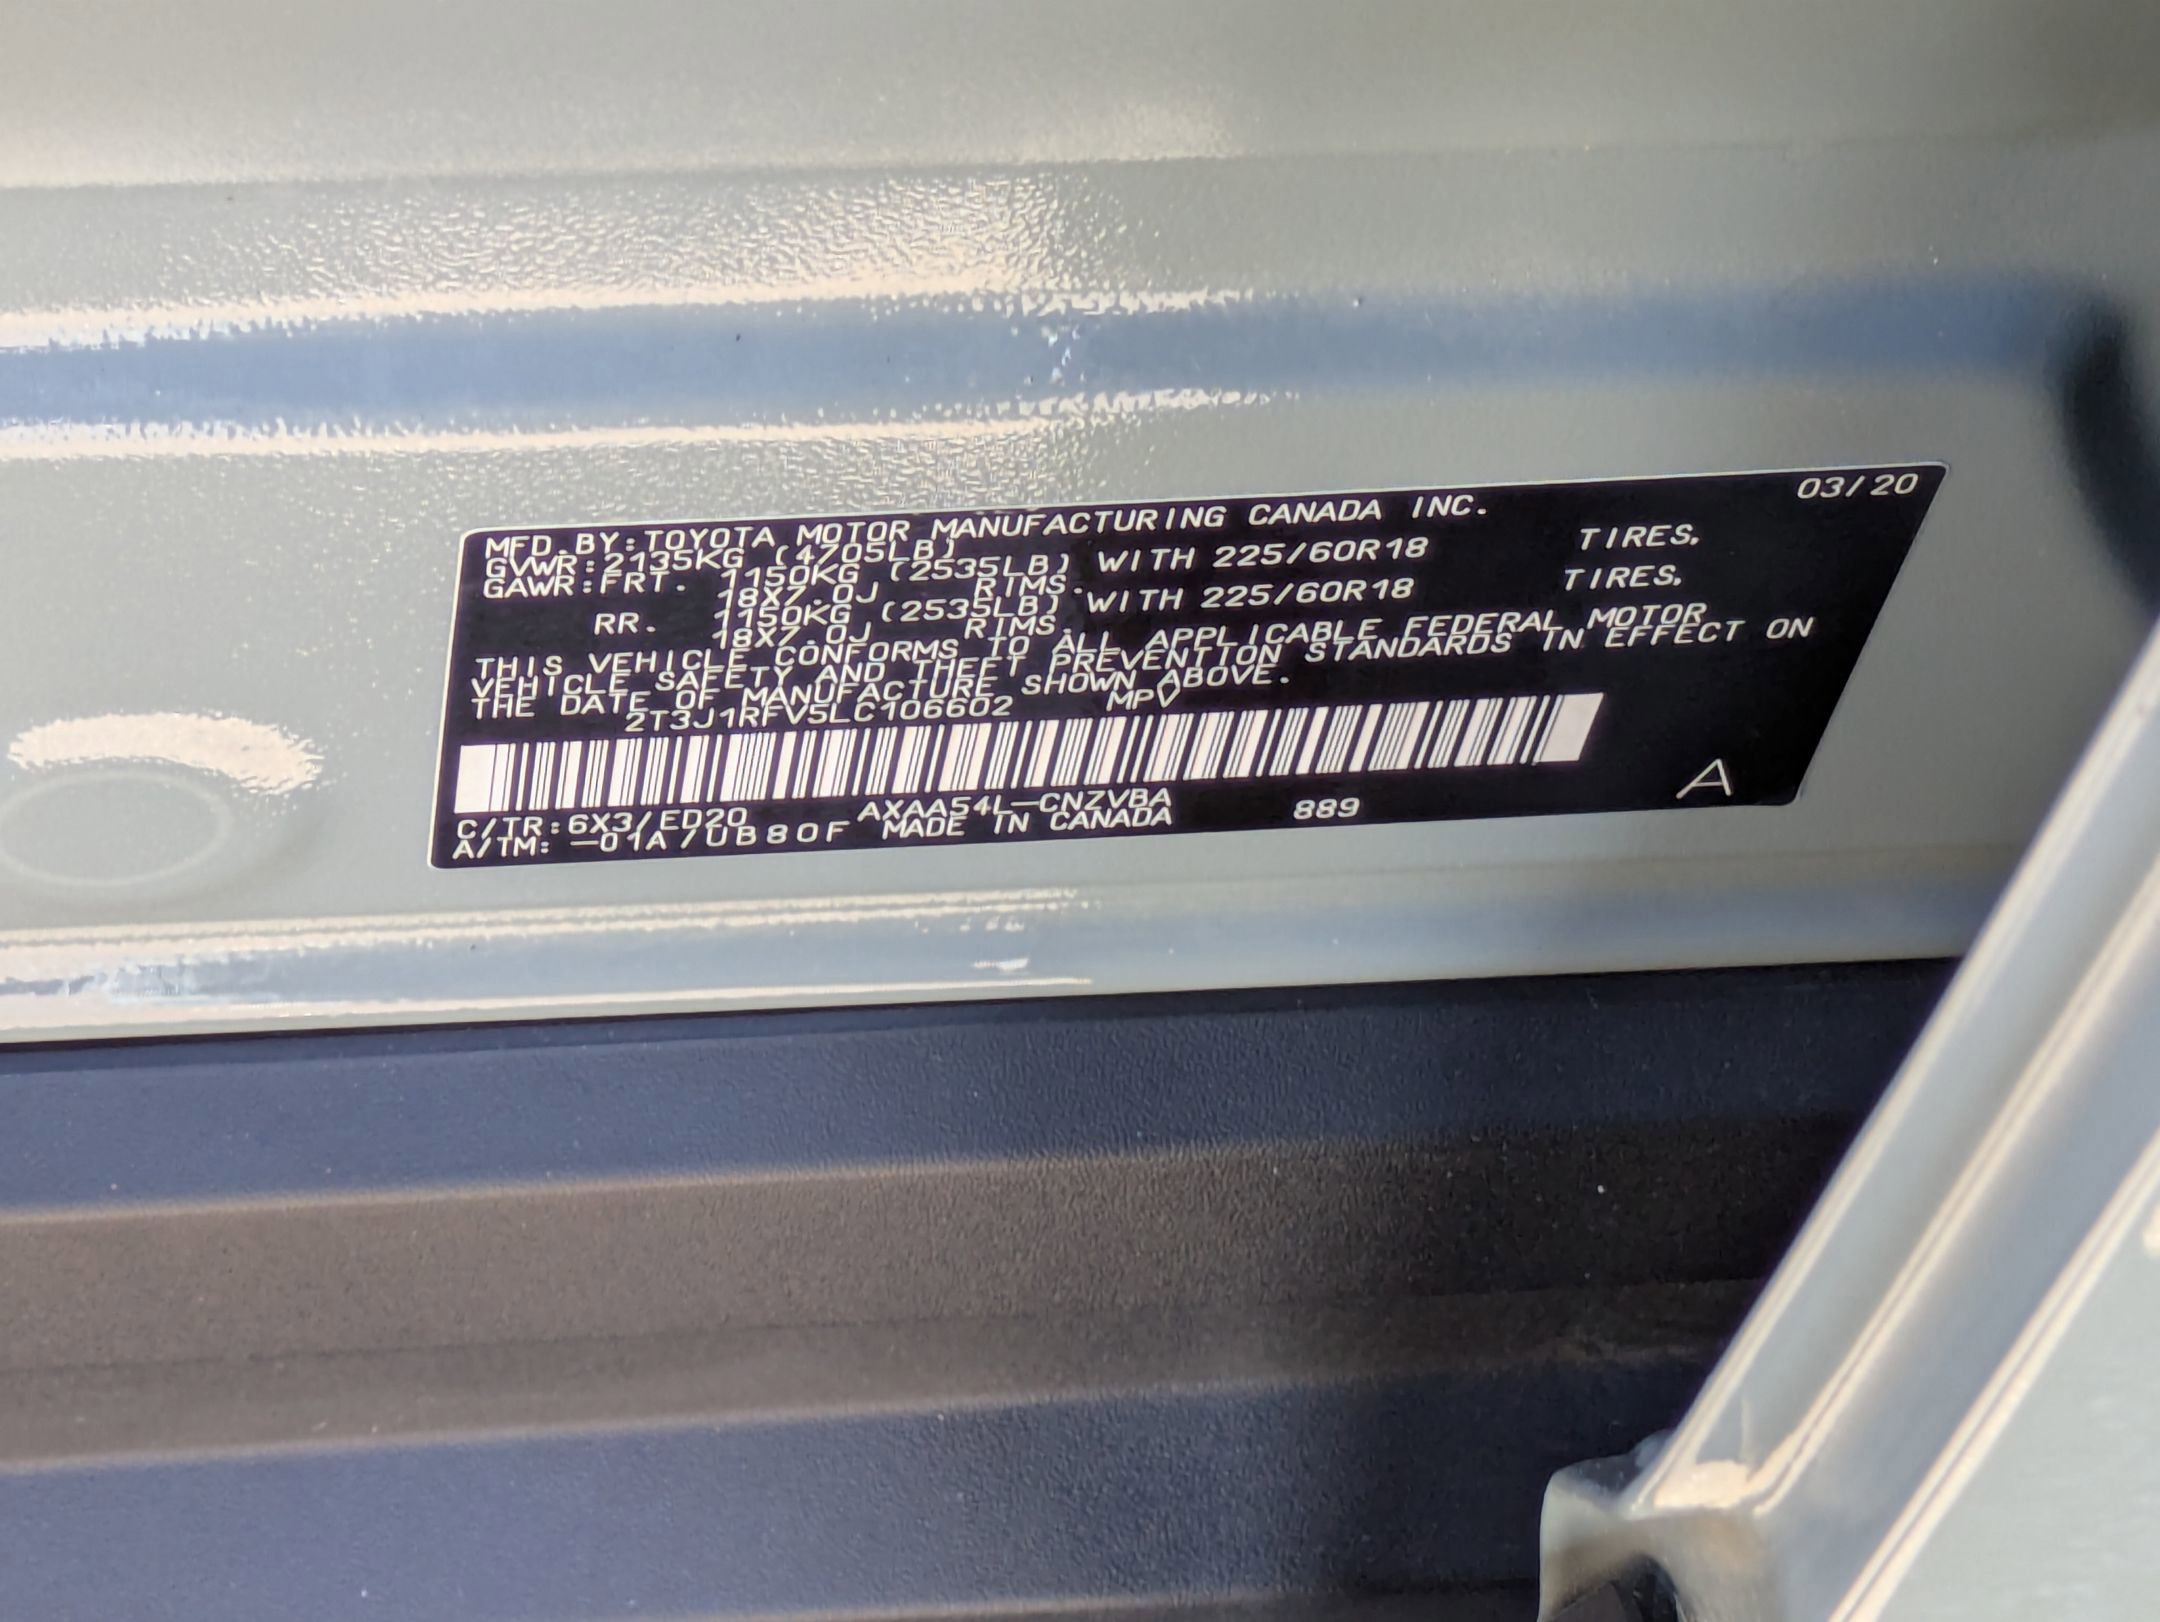 03/20
MFD.BY:TOYOTA MOTOR MANUFACTURING CANADA INC.
GVWR:2135KG (4705LB)
GAWR:FRT. 1150KG (2535LB) WITH 225/60R18 TIRES,
18X7.0J RIMS.
RR. 1150KG (2535LB) WITH 225/60R18 TIRES,
18X7.0J RIMS.
THIS VEHICLE CONFORMS TO ALL APPLICABLE FEDERAL MOTOR
VEHICLE SAFETY AND THEFT PREVENTION STANDARDS IN EFFECT ON
THE DATE OF MANUFACTURE SHOWN ABOVE.
2T3J1RFV5LC106602 MPV
C/TR:6X3/ED20 AXAA54L-CNZVBA 889 A
A/TM: -01A/UB80F MADE IN CANADA